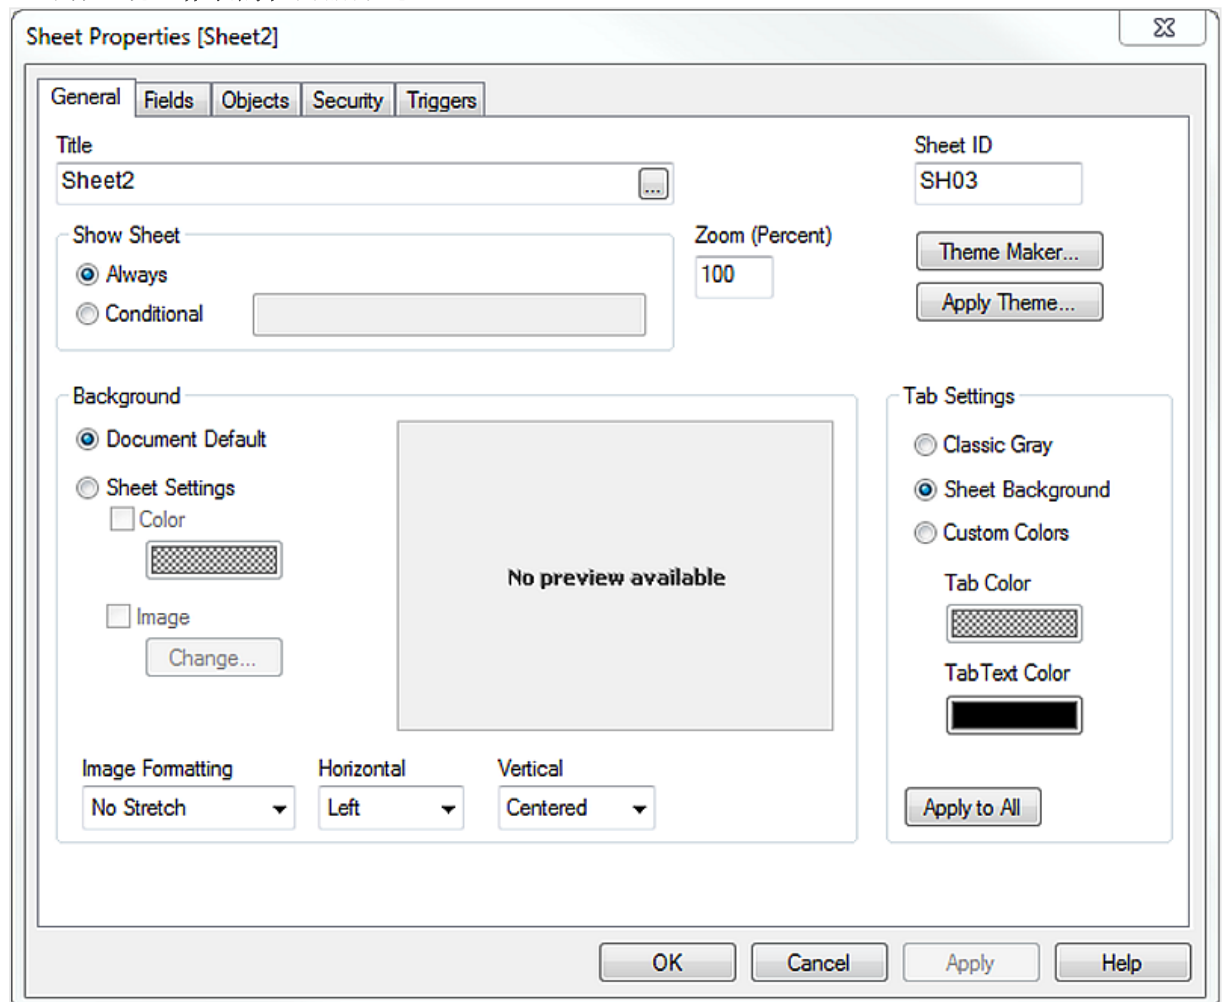 Sheet Properties [Sheet2]
General Fields Objects Security Triggers
Title
Sheet ID
Sheet2 ...
SH03
Show Sheet
Zoom (Percent)
Always
100
Theme Maker...
Conditional
Apply Theme...
Background
Tab Settings
Document Default
Classic Gray
Sheet Settings
Sheet Background
Color
Custom Colors
No preview available
Tab Color
Image
Change...
TabText Color
Image Formatting Horizontal Vertical
No Stretch Left Centered
Apply to All
OK Cancel Apply Help